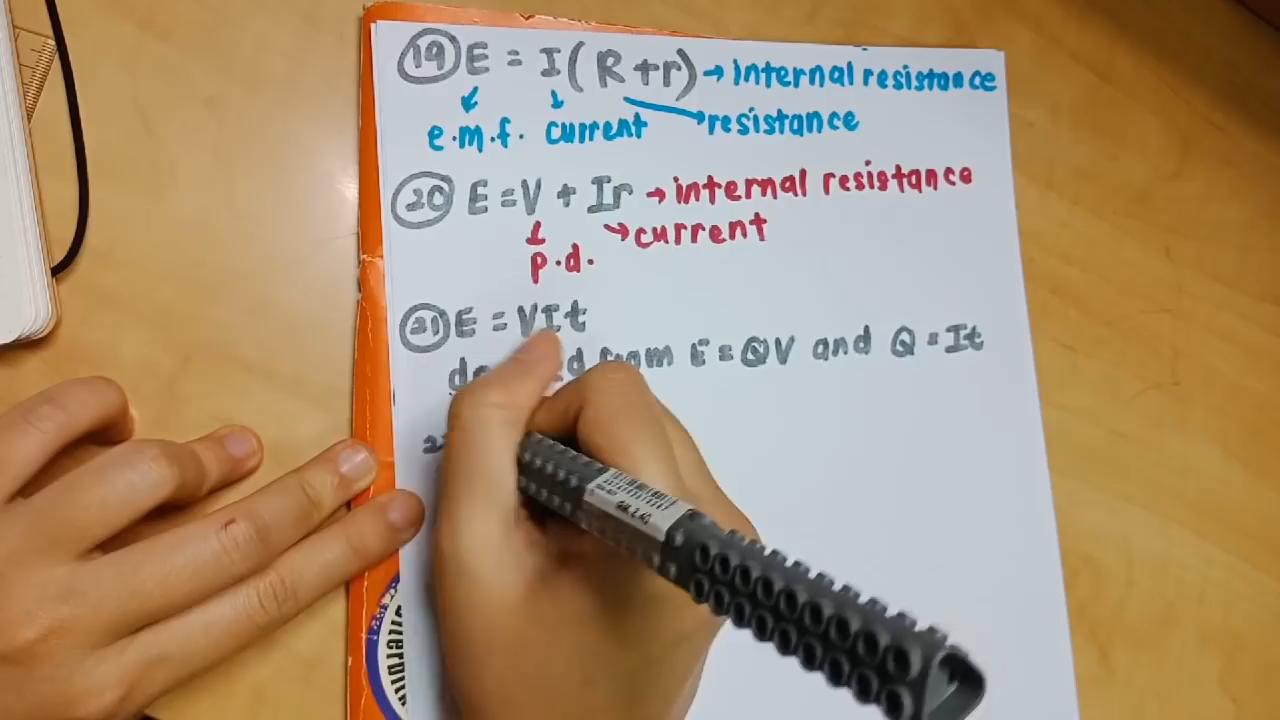 19 E = I(R+r) → internal resistance
e.m.f. current resistance
20 E = V + Ir → internal resistance
→ current
p.d.
21 E = VIt
from E = QV and Q = It